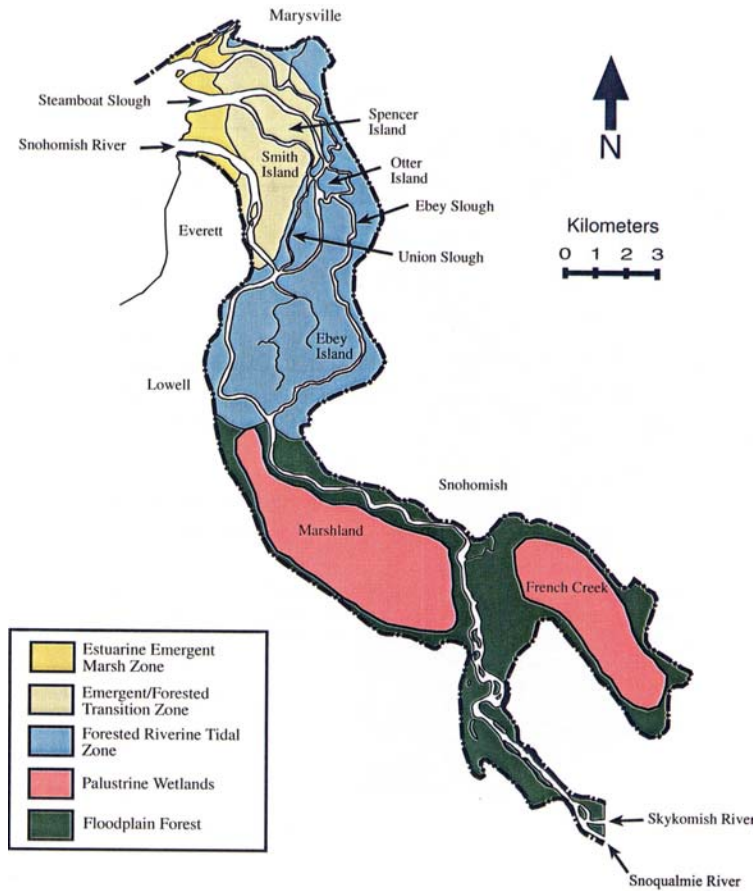 Marysville
Steamboat Slough
Spencer
Island
Snohomish River
Smith
Island
Otter
Island
N
Ebey Slough
Everett
Kilometers
Union Slough
0 1 2 3
Ebey
Island
Lowell
Snohomish
Marshland
French Creek
Estuarine Emergent
Marsh Zone
Emergent/Forested
Transition Zone
Forested Riverine Tidal
Zone
Palustrine Wetlands
Floodplain Forest
Skykomish River
Snoqualmie River